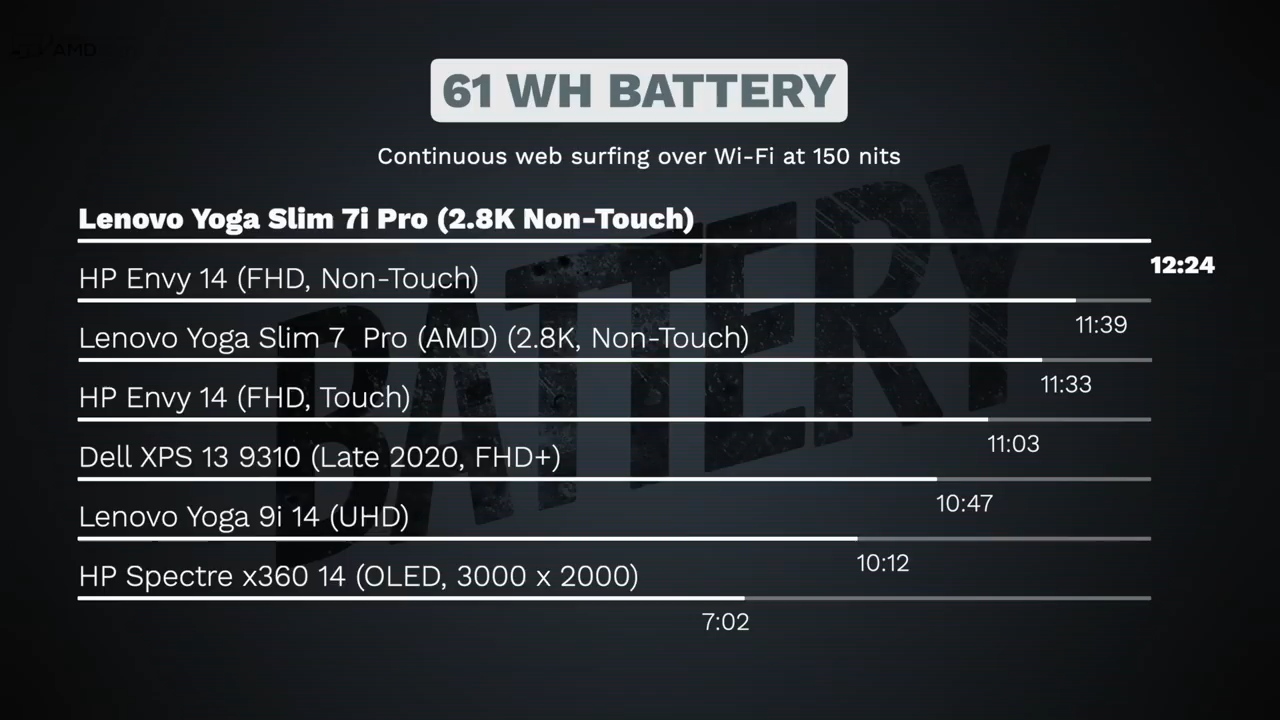 AMD
61 WH BATTERY
Continuous web surfing over Wi-Fi at 150 nits
BATTERY
Lenovo Yoga Slim 7i Pro (2.8K Non-Touch)
12:24
HP Envy 14 (FHD, Non-Touch)
11:39
Lenovo Yoga Slim 7  Pro (AMD) (2.8K, Non-Touch)
11:33
HP Envy 14 (FHD, Touch)
11:03
Dell XPS 13 9310 (Late 2020, FHD+)
10:47
Lenovo Yoga 9i 14 (UHD)
10:12
HP Spectre x360 14 (OLED, 3000 x 2000)
7:02